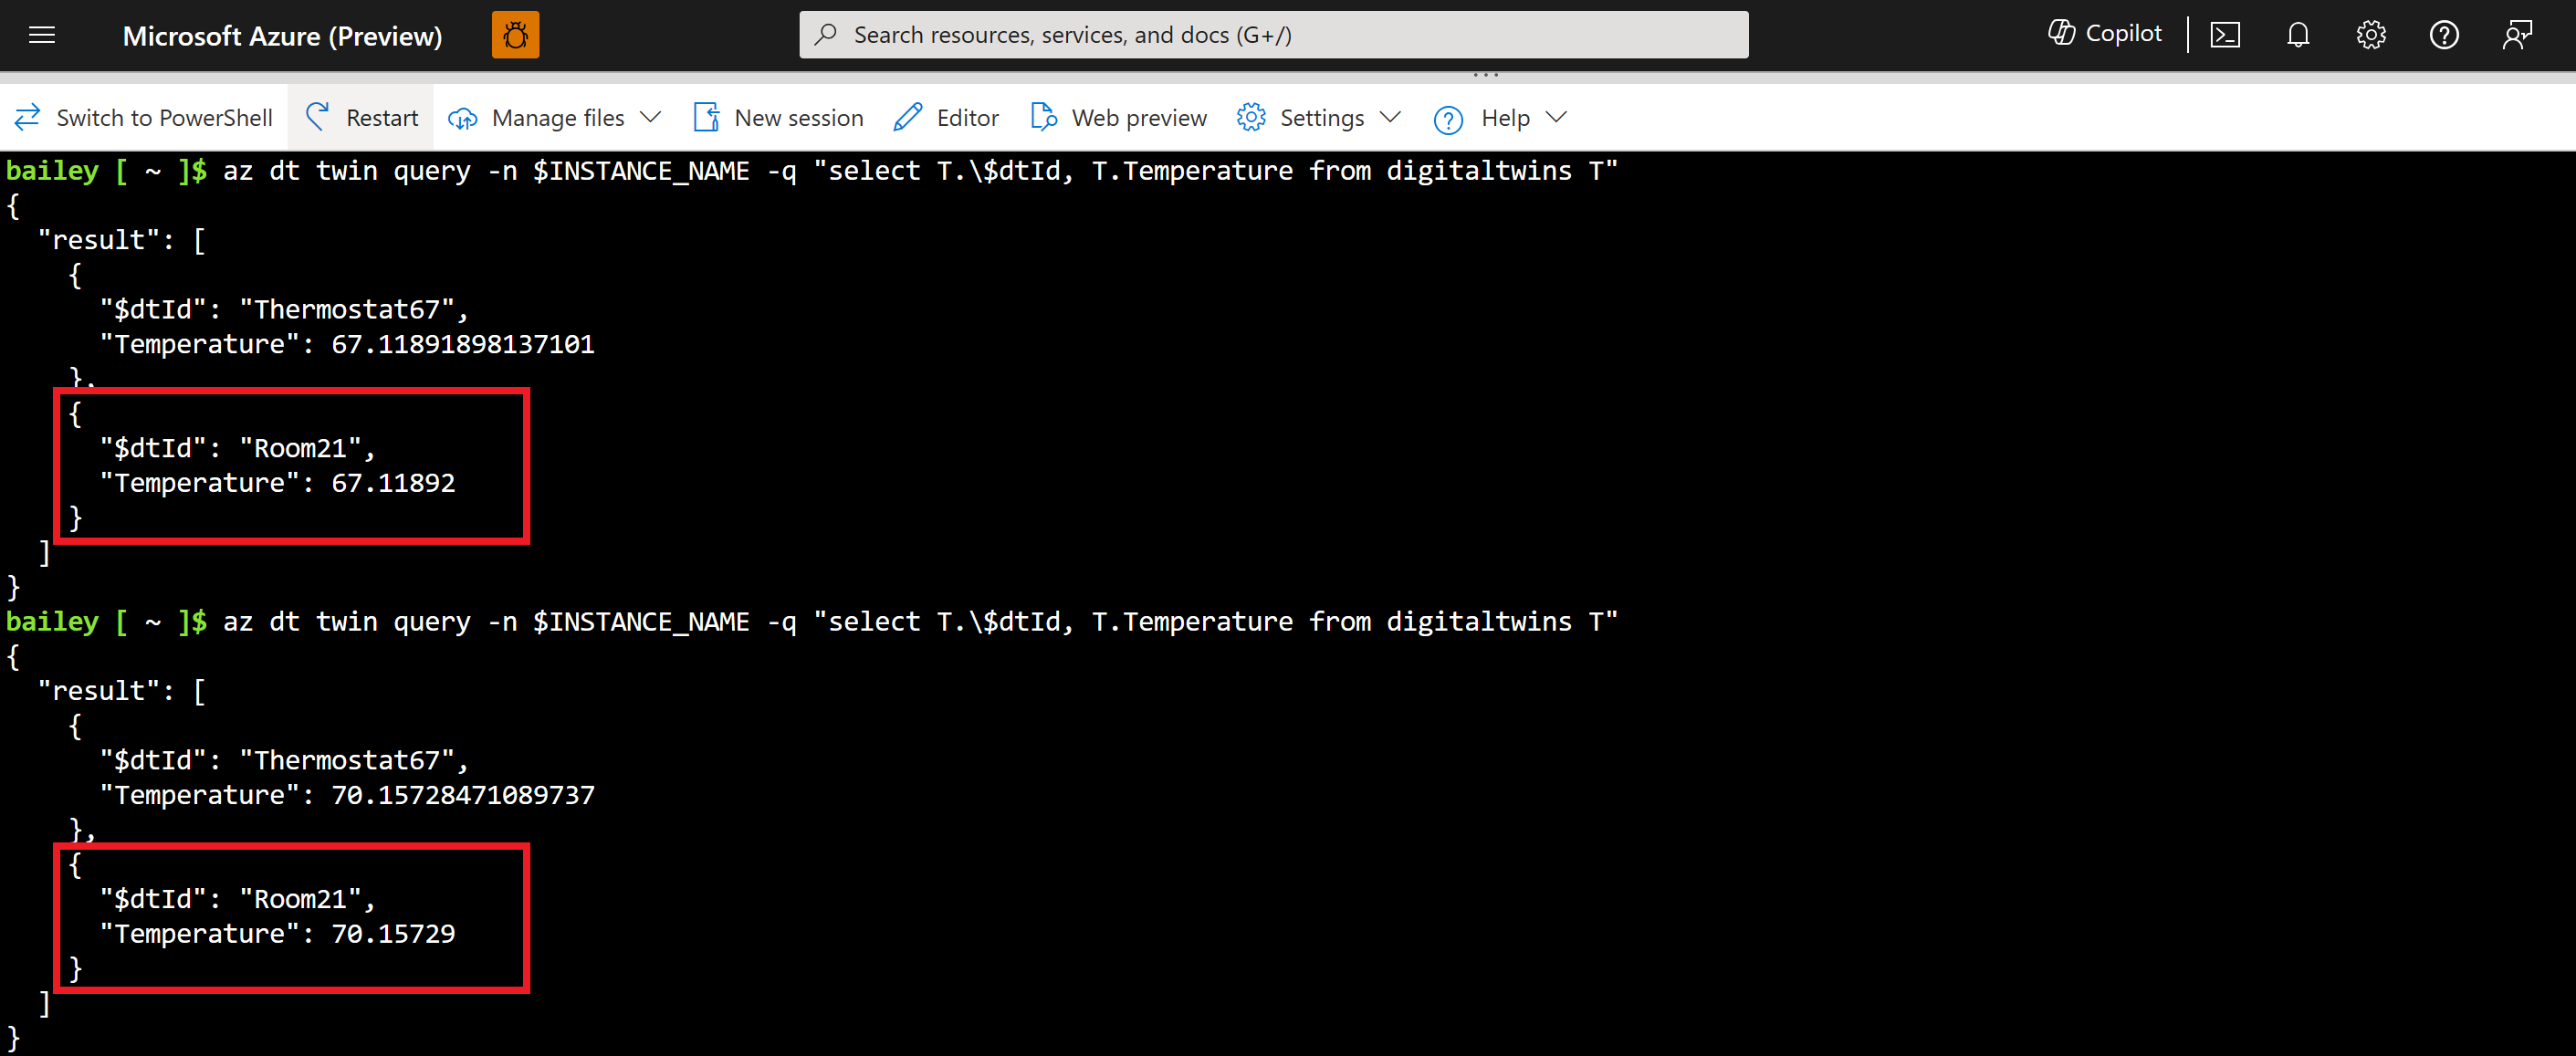 Microsoft Azure (Preview) Search resources, services, and docs (G+/) Copilot
Switch to PowerShell Restart Manage files New session Editor Web preview Settings Help
bailey [ ~ ]$ az dt twin query -n $INSTANCE_NAME -q "select T.\$dtId, T.Temperature from digitaltwins T"
{
  "result": [
    {
      "$dtId": "Thermostat67",
      "Temperature": 67.11891898137101
    },
    {
      "$dtId": "Room21",
      "Temperature": 67.11892
    }
  ]
}
bailey [ ~ ]$ az dt twin query -n $INSTANCE_NAME -q "select T.\$dtId, T.Temperature from digitaltwins T"
{
  "result": [
    {
      "$dtId": "Thermostat67",
      "Temperature": 70.15728471089737
    },
    {
      "$dtId": "Room21",
      "Temperature": 70.15729
    }
  ]
}